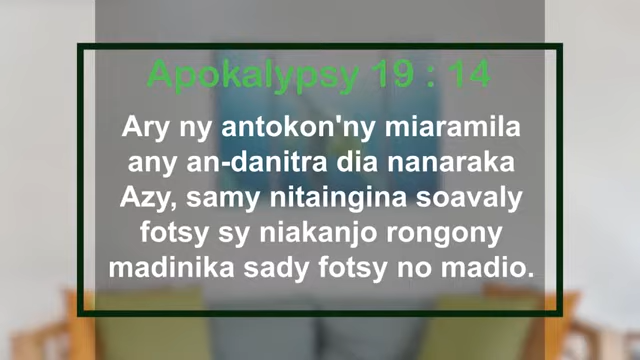 Apokalypsy 19 : 14
Ary ny antokon'ny miaramila
any an-danitra dia nanaraka
Azy, samy nitaingina soavaly
fotsy sy niakanjo rongony
madinika sady fotsy no madio.